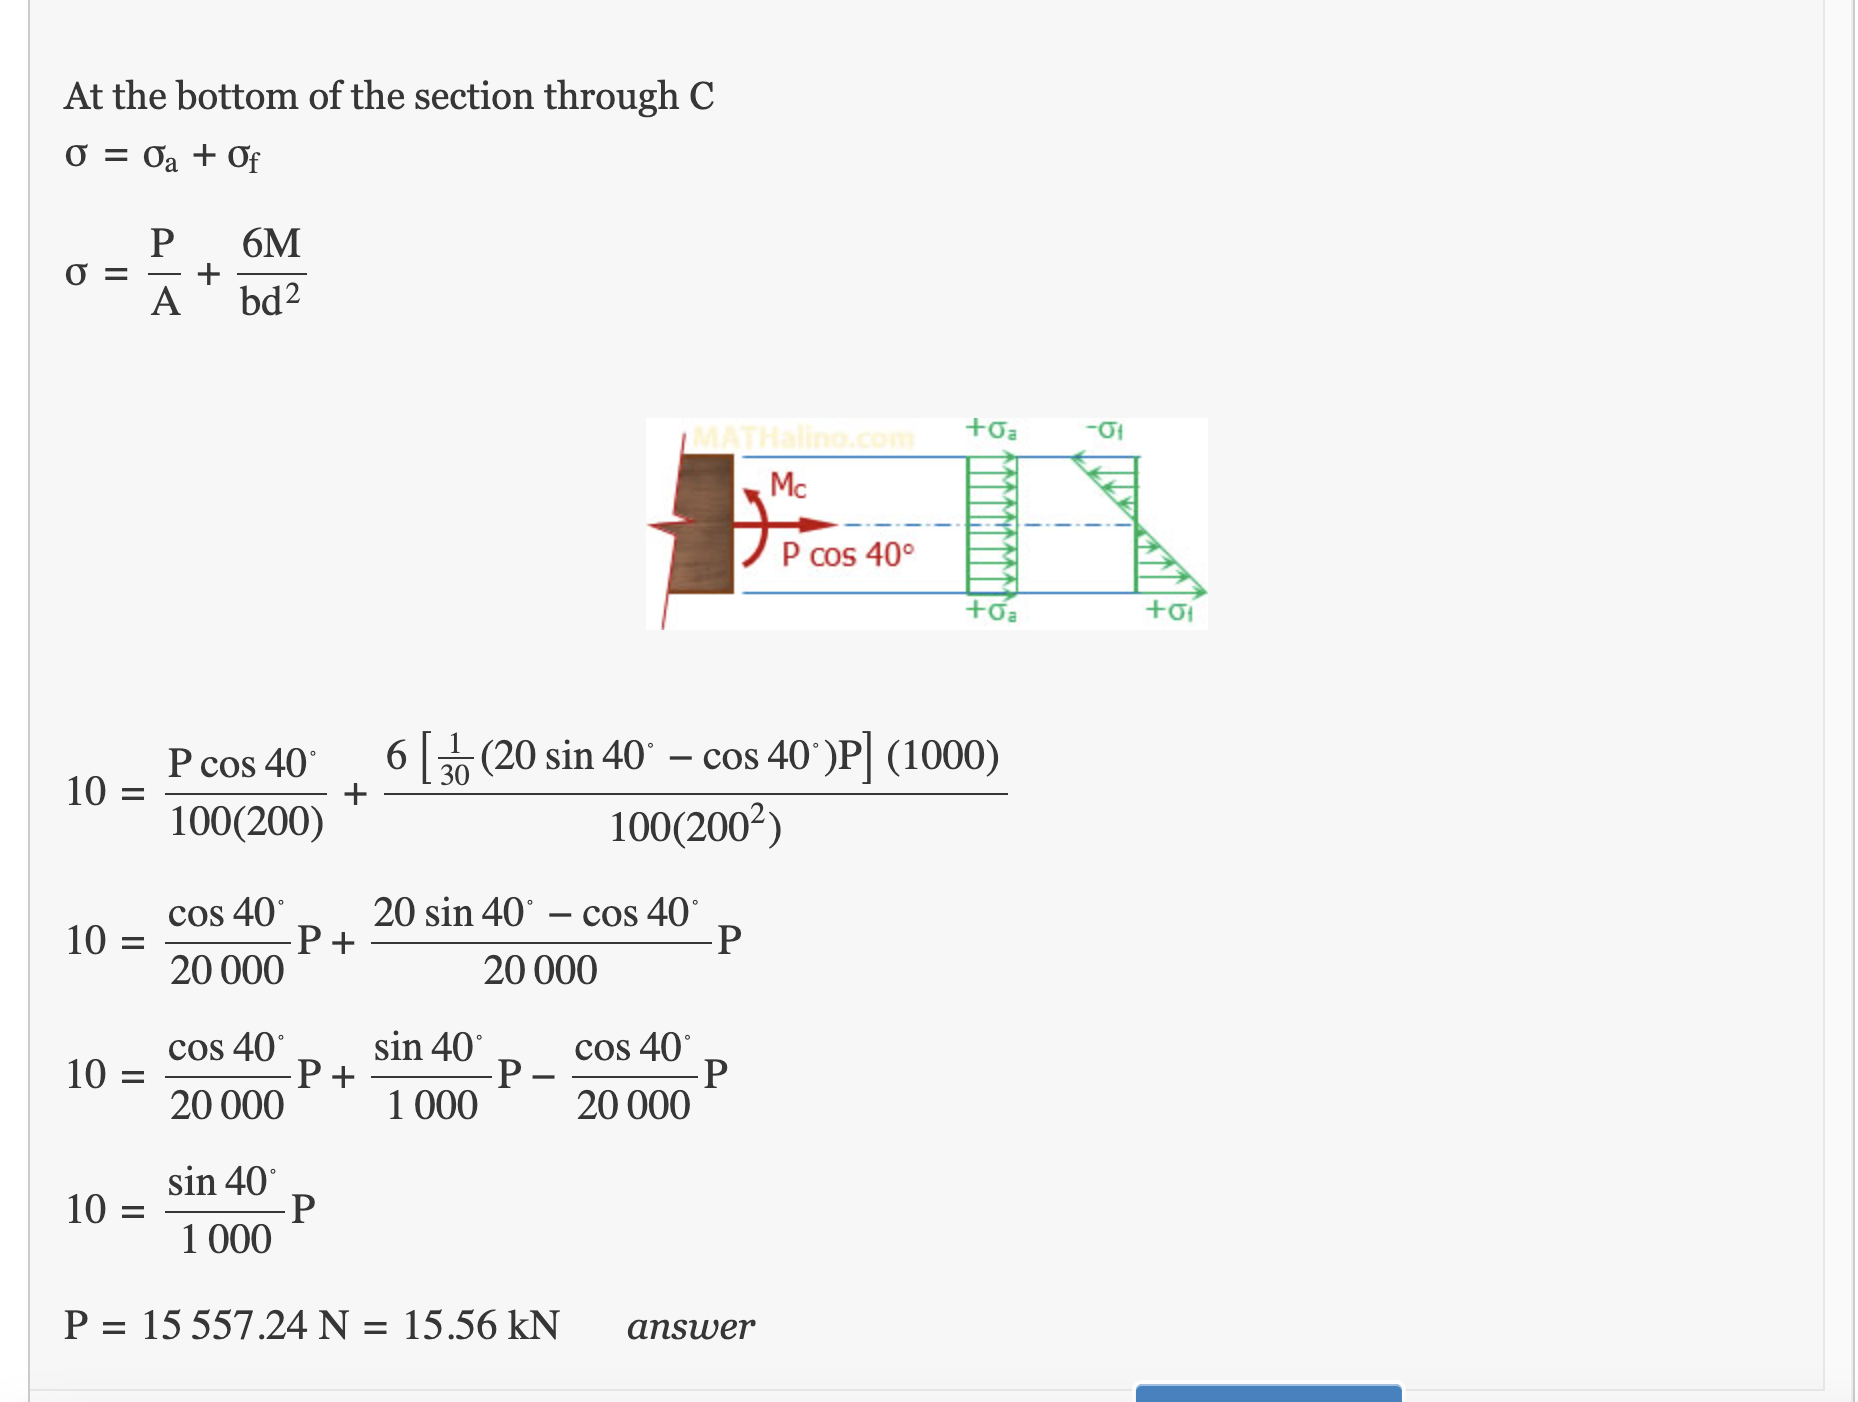 At the bottom of the section through C
σ = σₐ + σf
σ = P/A + 6M/bd²
MATHalino.com
+σₐ -σf
Mc
P cos 40°
+σₐ +σf
10 = P cos 40°/100(200) + 6 [1/30 (20 sin 40° − cos 40°)P] (1000)/100(200²)
10 = cos 40°/20 000 P + 20 sin 40° − cos 40°/20 000 P
10 = cos 40°/20 000 P + sin 40°/1 000 P − cos 40°/20 000 P
10 = sin 40°/1 000 P
P = 15 557.24 N = 15.56 kN answer